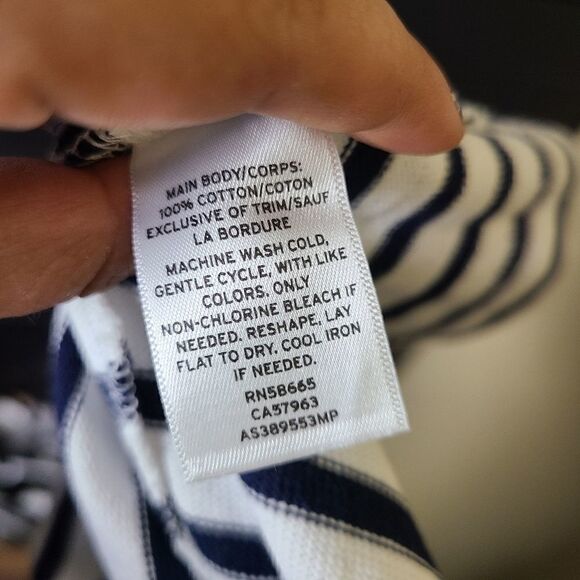 MAIN BODY/CORPS:
100% COTTON/COTON
EXCLUSIVE OF TRIM/SAUF
LA BORDURE
MACHINE WASH COLD,
GENTLE CYCLE, WITH LIKE
COLORS. ONLY
NON-CHLORINE BLEACH IF
NEEDED. RESHAPE, LAY
FLAT TO DRY. COOL IRON
IF NEEDED.
RN58665
CA57963
AS389553MP